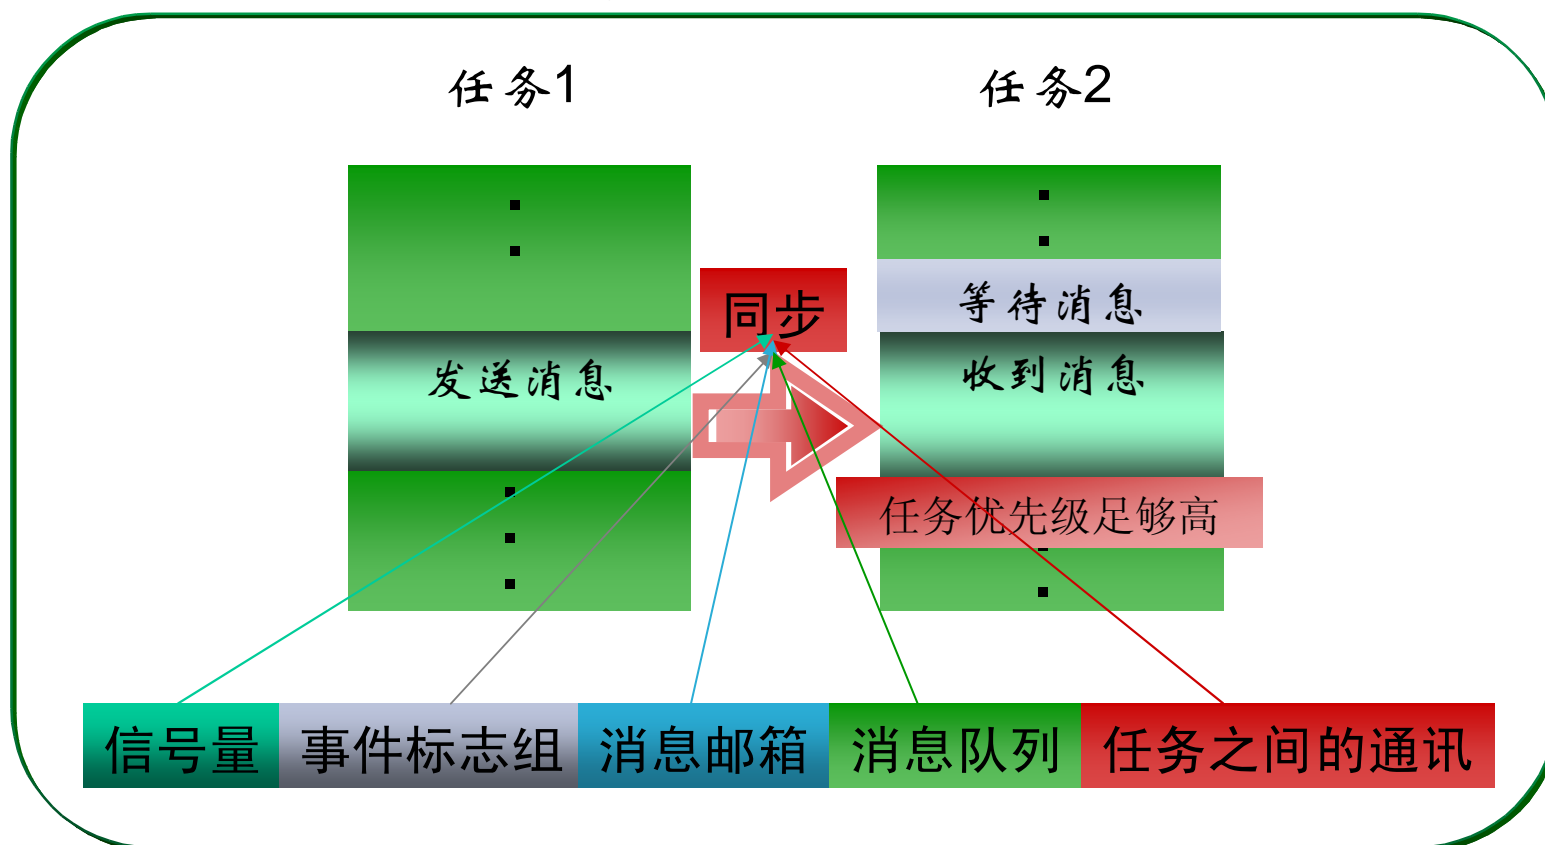 任务1
任务2
同步
等待消息
发送消息
收到消息
任务优先级足够高
信号量
事件标志组
消息邮箱
消息队列
任务之间的通讯